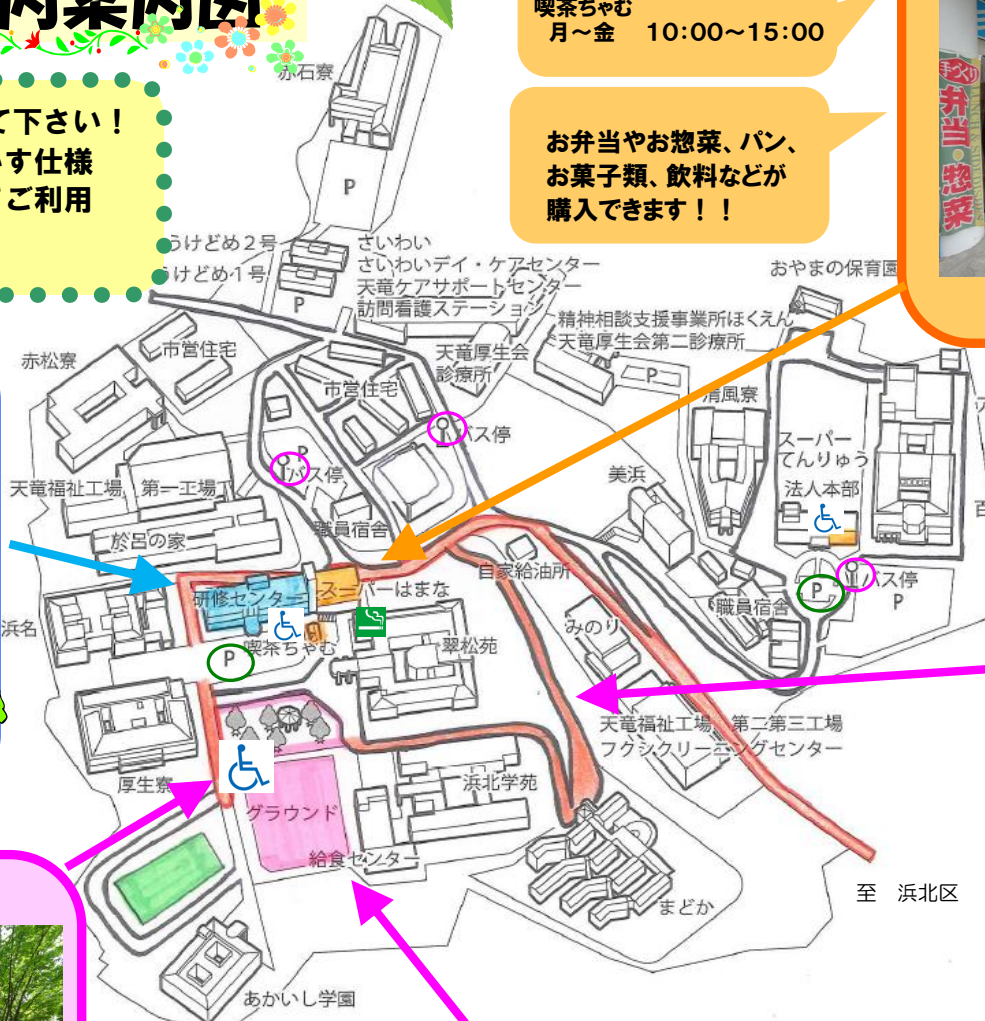 内案内図
て下さい！
いす仕様
ご利用
喫茶ちゃむ
月～金　10:00～15:00
お弁当やお惣菜、パン、
お菓子類、飲料などが
購入できます！！
手づくり
弁当・惣菜
赤石寮
P
うけどめ２号
うけどめ１号
P
さいわい
さいわいデイ・ケアセンター
天竜ケアサポートセンター
訪問看護ステーション
おやまの保育園
精神相談支援事業所ほくえん
天竜厚生会第二診療所
P
天竜厚生会
診療所
赤松寮
市営住宅
市営住宅
清風寮
バス停
P
バス停
スーパー
てんりゅう
法人本部
美浜
天竜福祉工場　第一工場
職員宿舎
於呂の家
自家給油所
バス停
P
P
職員宿舎
研修センター
スーパーはまな
浜名
喫茶ちゃむ
P
みのり
翠松苑
天竜福祉工場　第二第三工場
フクシクリーニングセンター
厚生寮
浜北学苑
グラウンド
給食センター
至　浜北区
まどか
あかいし学園